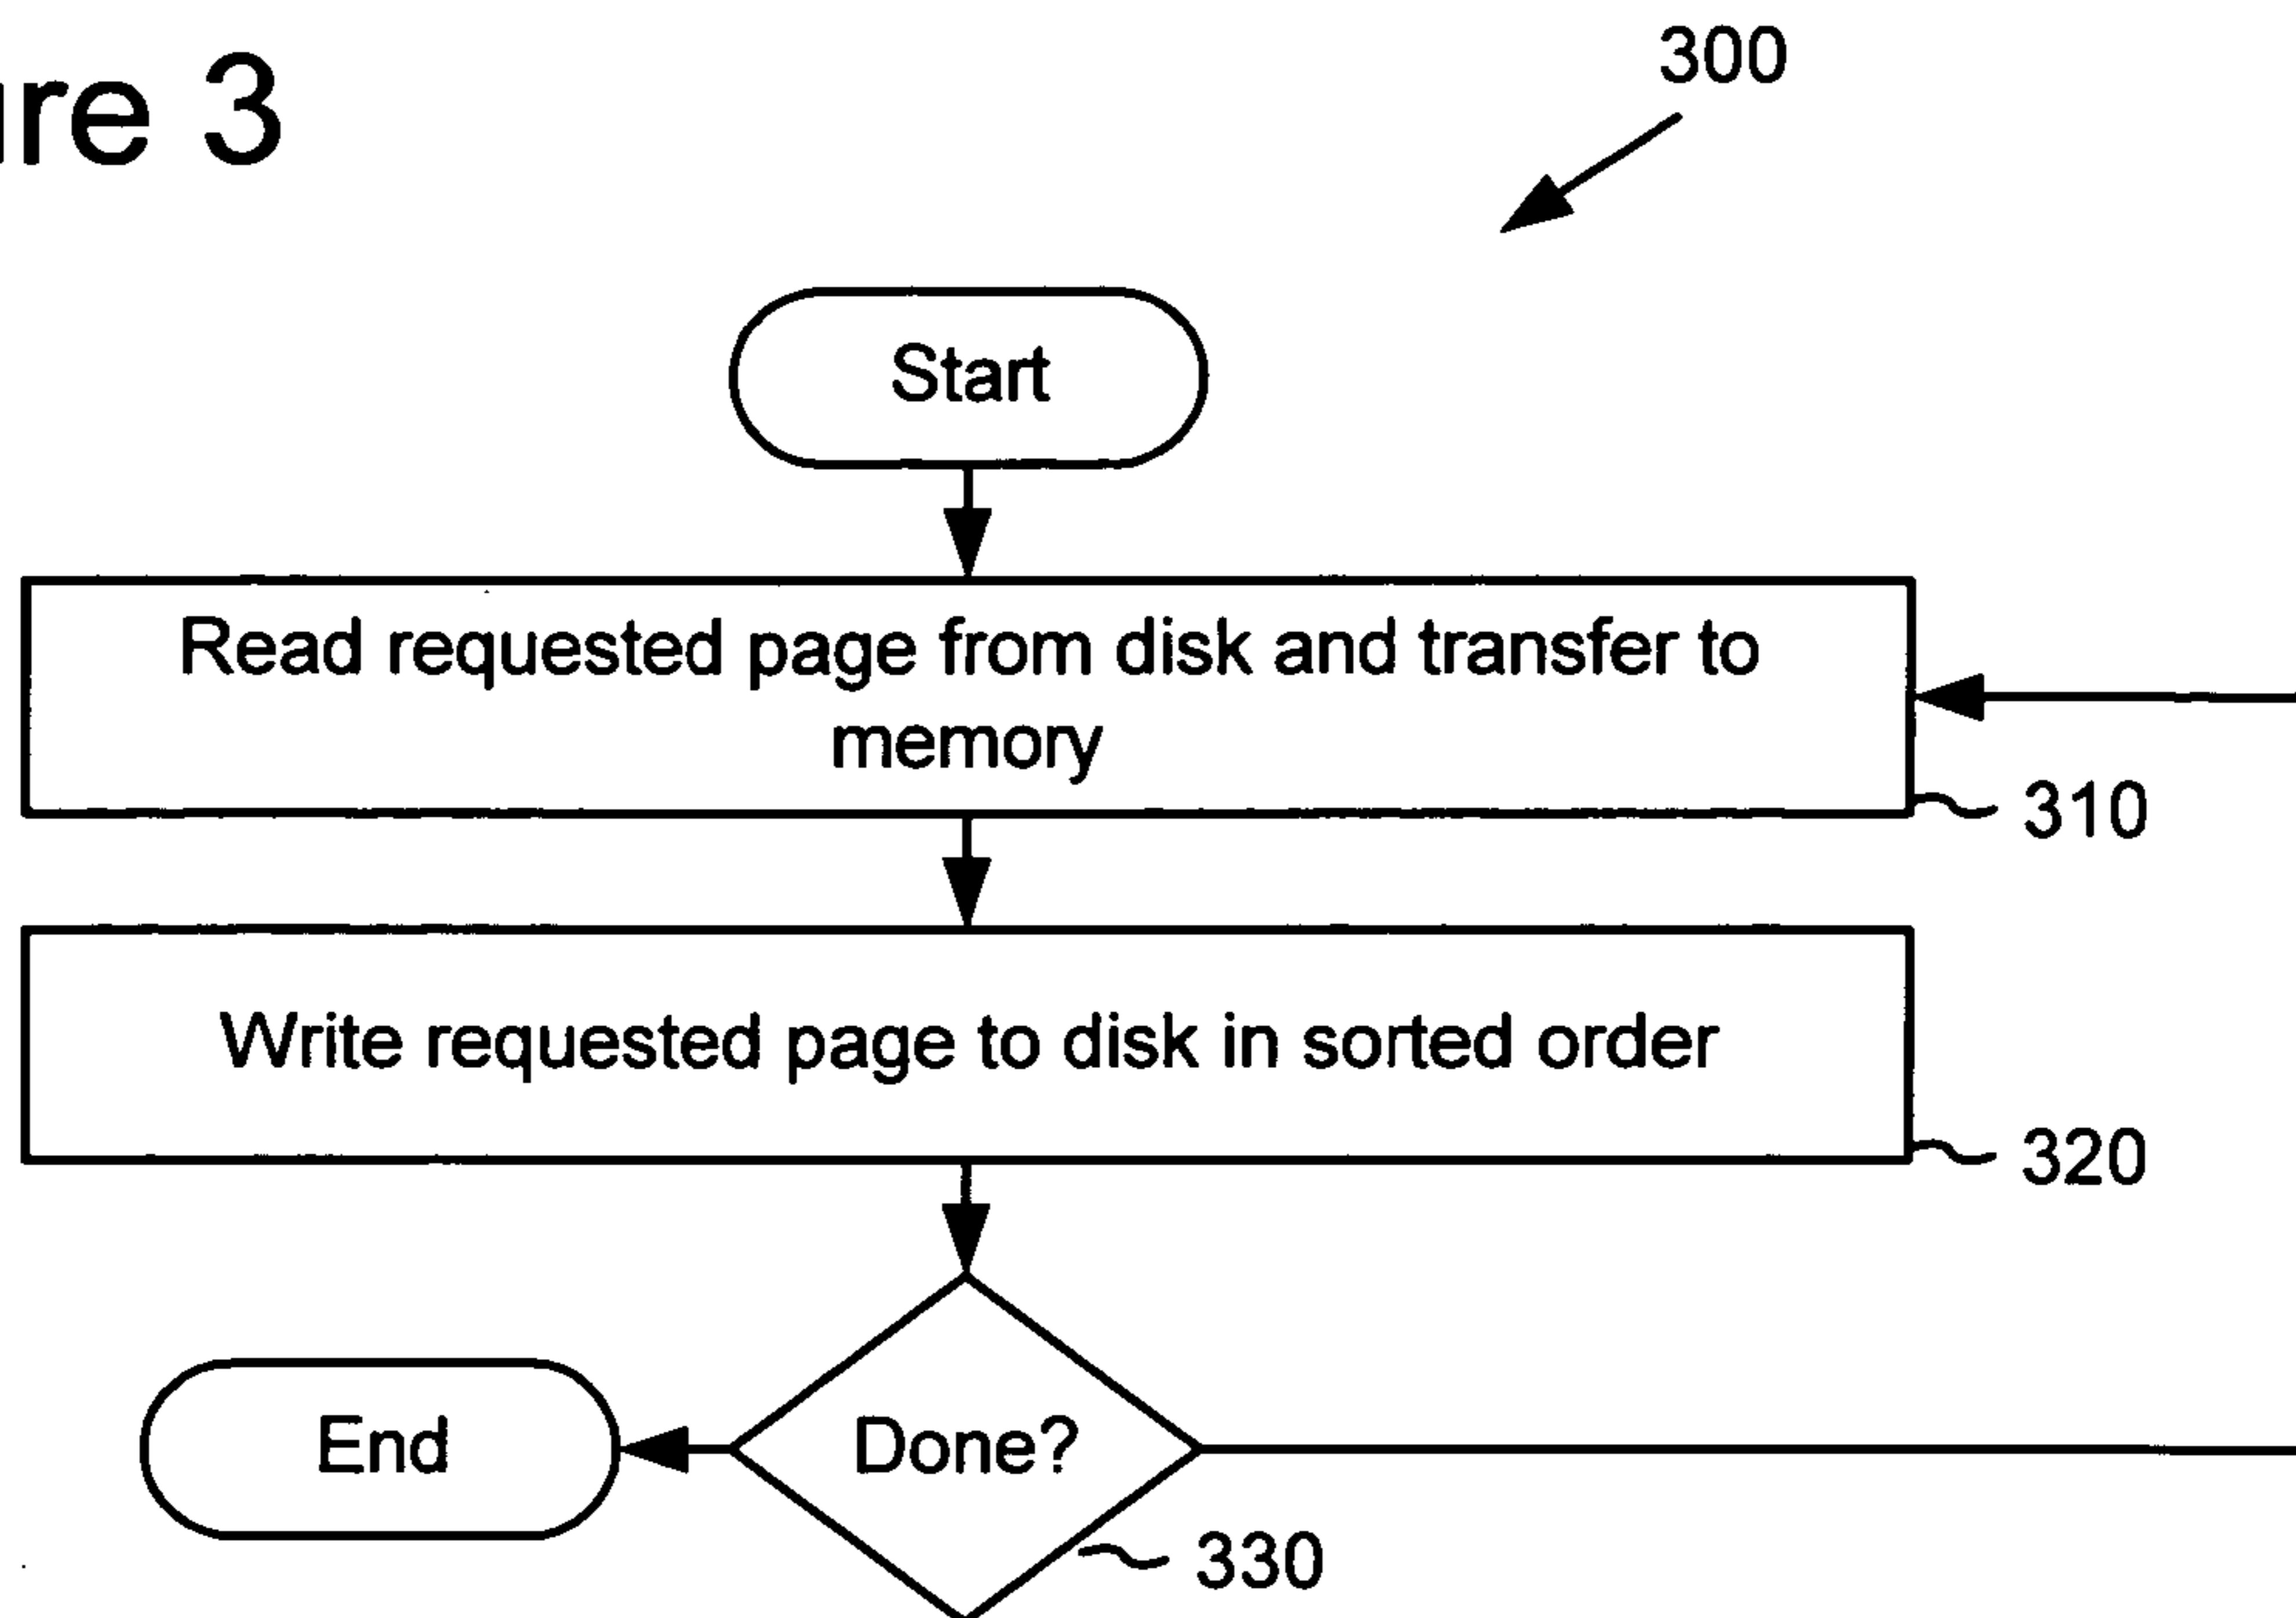 re 3
300
Start
Read requested page from disk and transfer to
memory
310
Write requested page to disk in sorted order
320
End
Done?
330